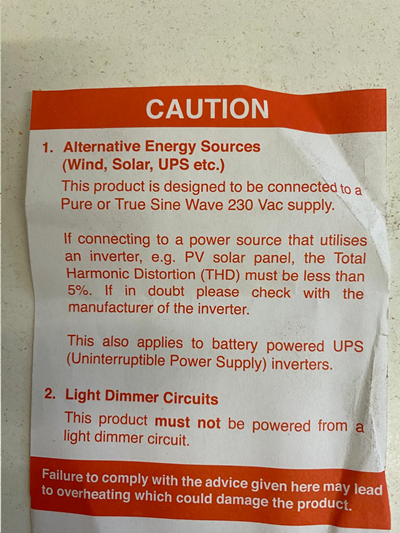 CAUTION
1. Alternative Energy Sources
(Wind, Solar, UPS etc.)
This product is designed to be connected to a
Pure or True Sine Wave 230 Vac supply.
If connecting to a power source that utilises
an inverter, e.g. PV solar panel, the Total
Harmonic Distortion (THD) must be less than
5%. If in doubt please check with the
manufacturer of the inverter.
This also applies to battery powered UPS
(Uninterruptible Power Supply) inverters.
2. Light Dimmer Circuits
This product must not be powered from a
light dimmer circuit.
Failure to comply with the advice given here may lead
to overheating which could damage the product.